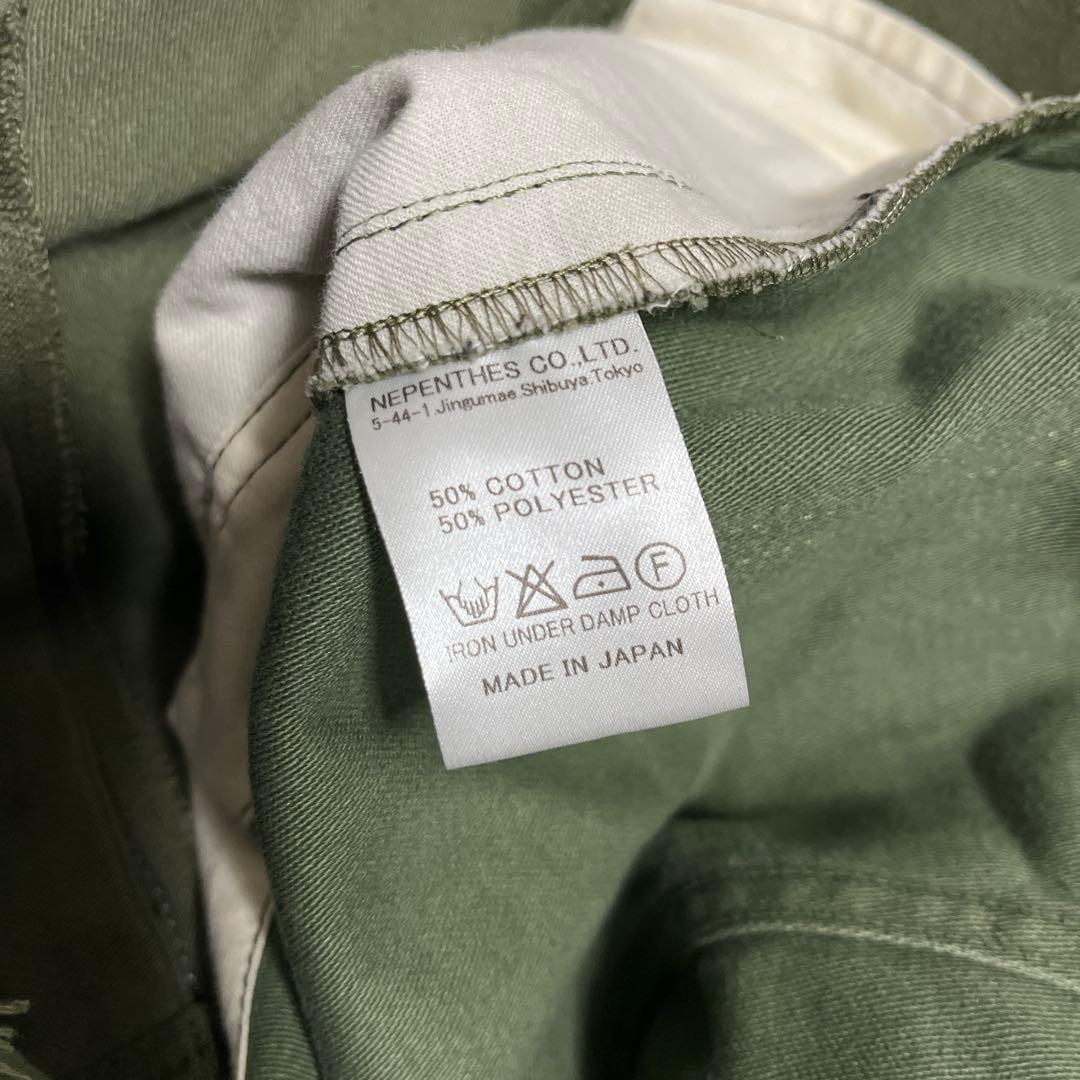 NEPENTHES CO.,LTD.
5-44-1.Jingumae.Shibuya.Tokyo
50% COTTON
50% POLYESTER
F
IRON UNDER DAMP CLOTH
MADE IN JAPAN